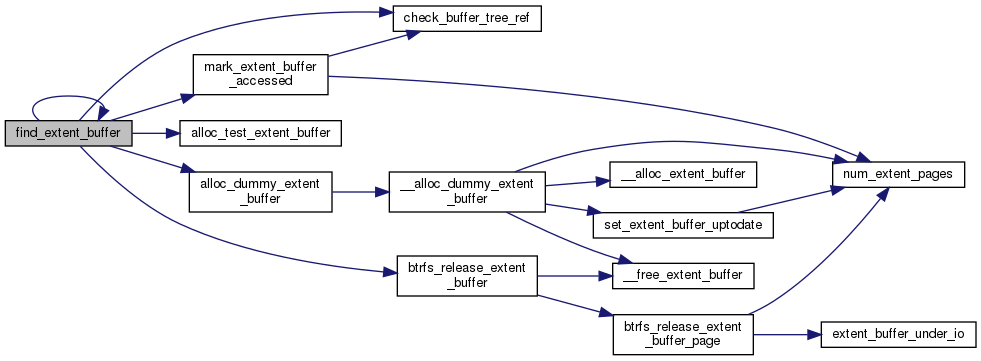 check_buffer_tree_ref
mark_extent_buffer
_accessed
find_extent_buffer
alloc_test_extent_buffer
alloc_dummy_extent
_buffer
__alloc_dummy_extent
_buffer
__alloc_extent_buffer
num_extent_pages
set_extent_buffer_uptodate
btrfs_release_extent
_buffer
__free_extent_buffer
btrfs_release_extent
_buffer_page
extent_buffer_under_io